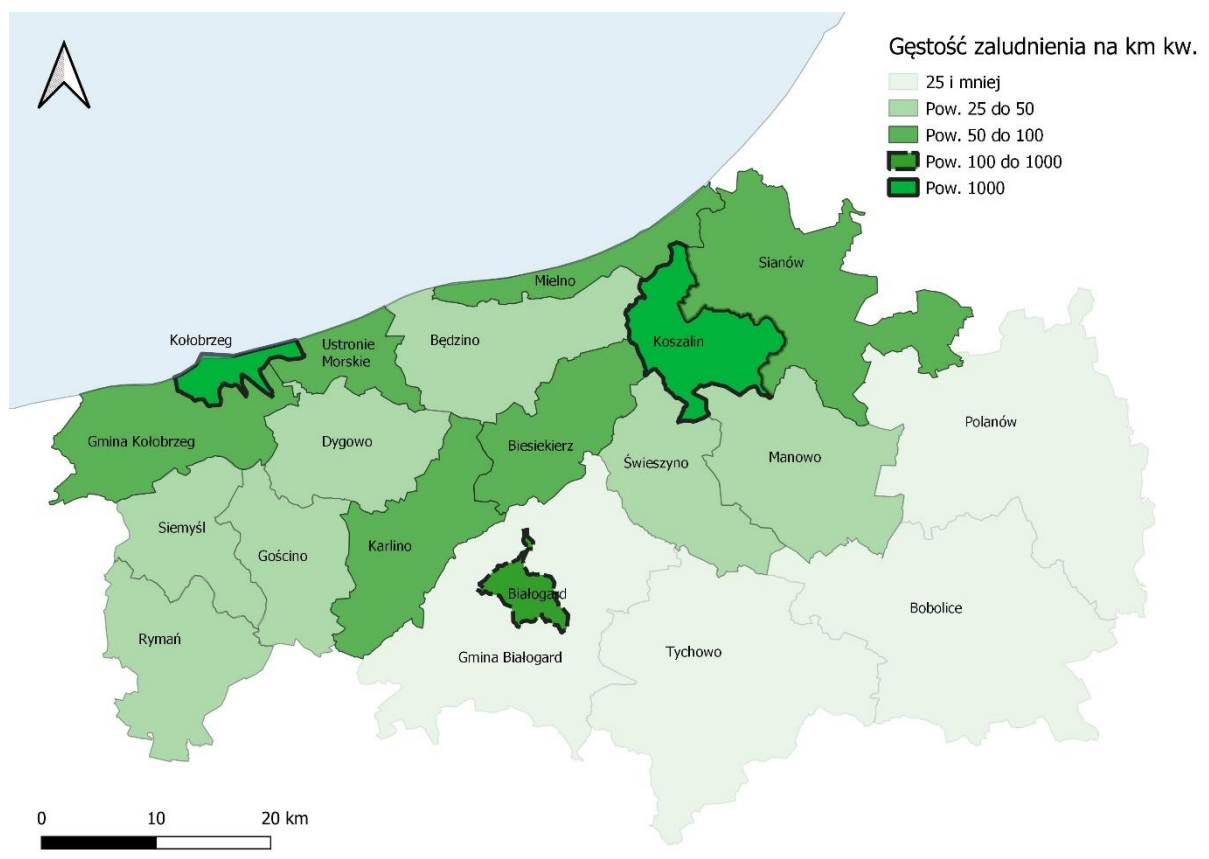 Gęstość zaludnienia na km kw.
25 i mniej
Pow. 25 do 50
Pow. 50 do 100
Pow. 100 do 1000
Pow. 1000
Sianów
Mielno
Kołobrzeg
Ustronie
Morskie
Będzino
Koszalin
Polanów
Gmina Kołobrzeg
Dygowo
Biesiekierz
Świeszyno
Manowo
Siemyśl
Gościno
Karlino
Białogard
Bobolice
Rymań
Gmina Białogard
Tychowo
0 10 20 km